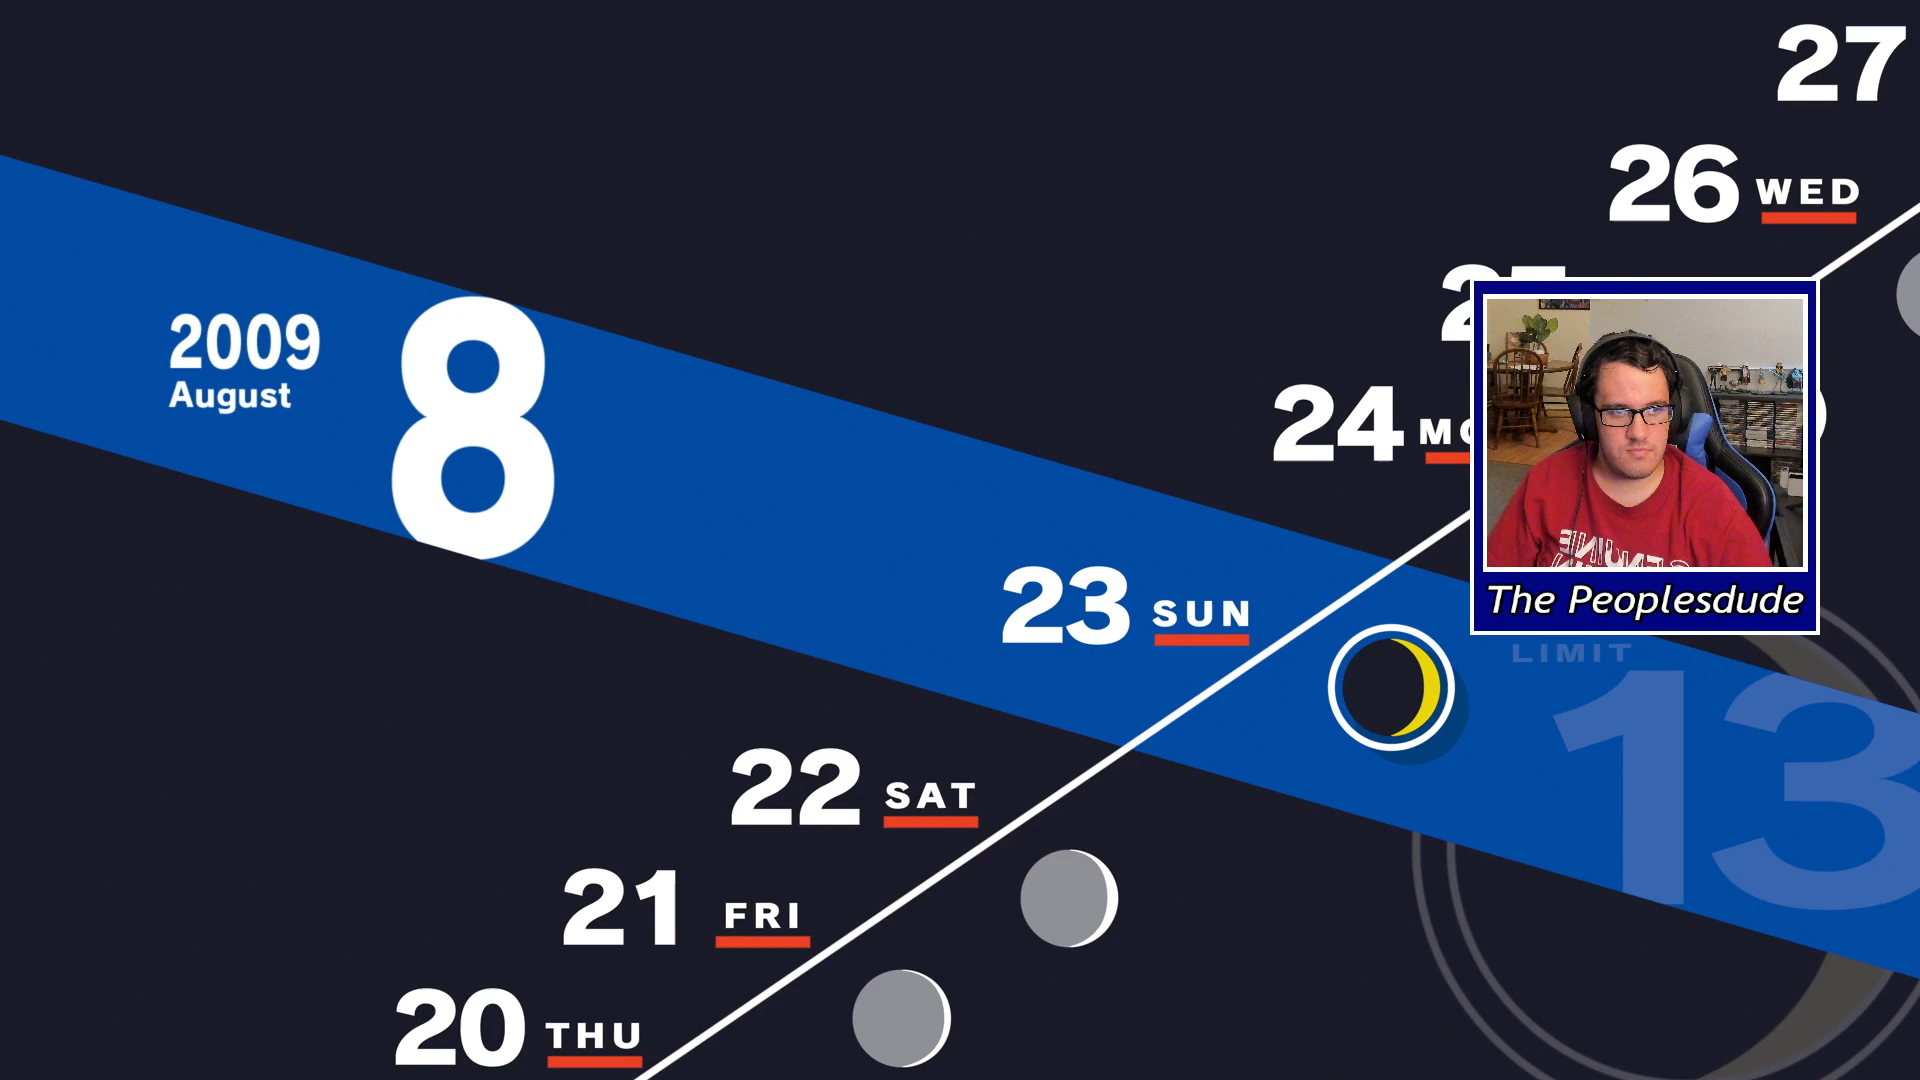 27
26 WED
24
23 SUN
22 SAT
21 FRI
20 THU
2009
August
8
LIMIT
13
The Peoplesdude